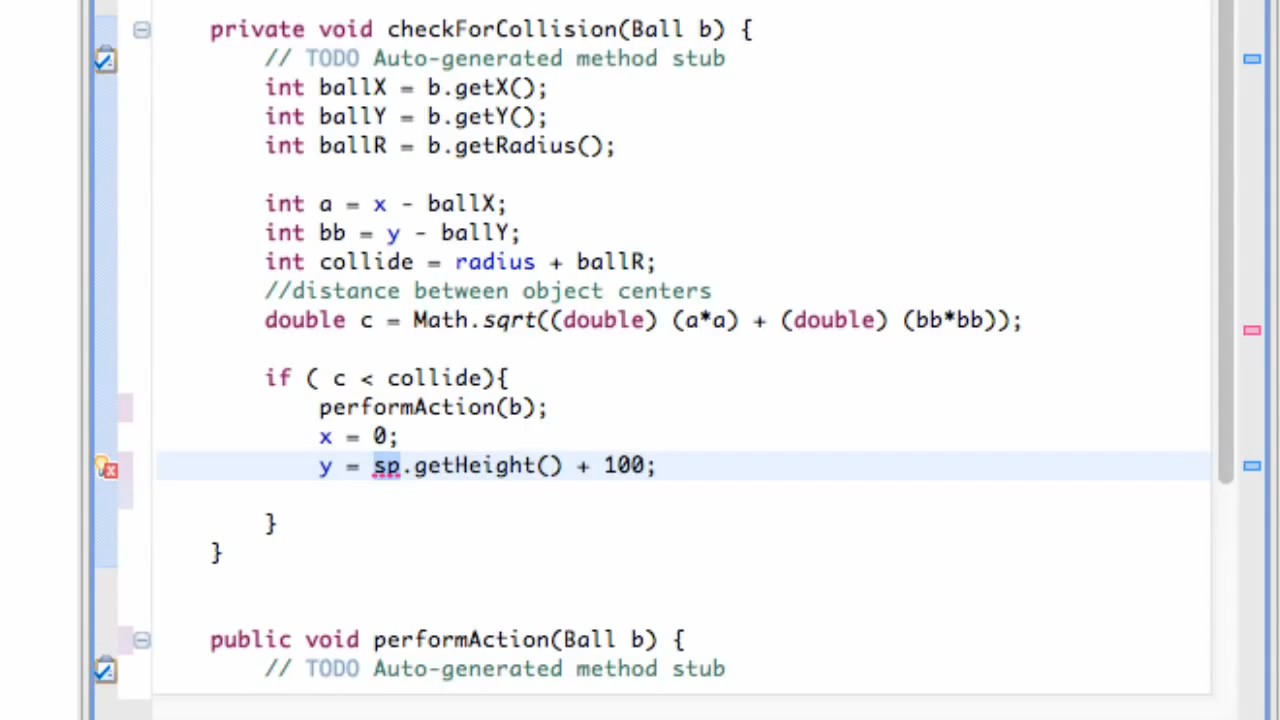 private void checkForCollision(Ball b) {
// TODO Auto-generated method stub
int ballX = b.getX();
int ballY = b.getY();
int ballR = b.getRadius();
int a = x - ballX;
int bb = y - ballY;
int collide = radius + ballR;
//distance between object centers
double c = Math.sqrt((double) (a*a) + (double) (bb*bb));
if ( c < collide){
performAction(b);
x = 0;
y = sp.getHeight() + 100;
}
}
public void performAction(Ball b) {
// TODO Auto-generated method stub